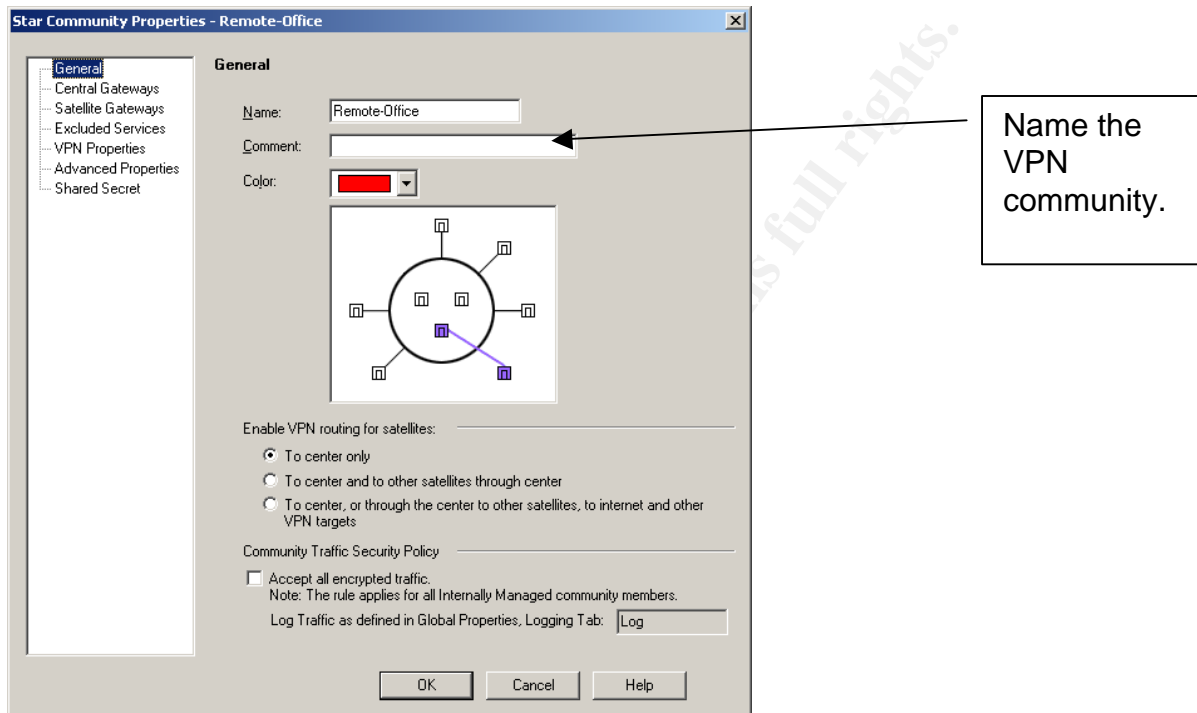 Star Community Properties - Remote-Office
General
Central Gateways
Satellite Gateways
Excluded Services
VPN Properties
Advanced Properties
Shared Secret
General
Name: Remote-Office
Comment:
Color:
Enable VPN routing for satellites:
To center only
To center and to other satellites through center
To center, or through the center to other satellites, to internet and other
VPN targets
Community Traffic Security Policy
Accept all encrypted traffic.
Note: The rule applies for all Internally Managed community members.
Log Traffic as defined in Global Properties, Logging Tab: Log
OK Cancel Help
Name the
VPN
community.
full rights.